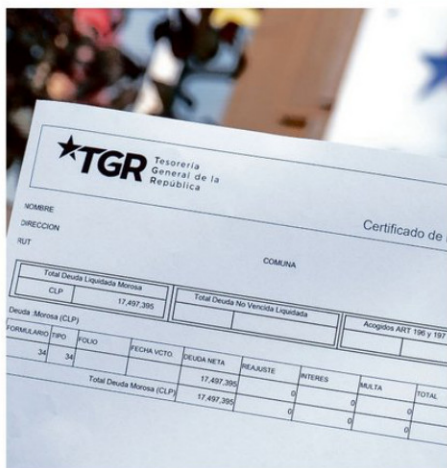 TGR Tesorería
General de la
República
Certificado de
NOMBRE
DIRECCION
RUT
COMUNA
Total Deuda Liquidada Morosa
CLP 17,497,395
Total Deuda No Vencida Liquidada
Acogidos ART 196 y 197
Deuda :Morosa (CLP)
FORMULARIO TIPO FOLIO FECHA VCTO DEUDA NETA REAJUSTE INTERES MULTA TOTAL
34 34 17,497,395 0 0 0
Total Deuda Morosa (CLP) 17,497,395 0 0 0